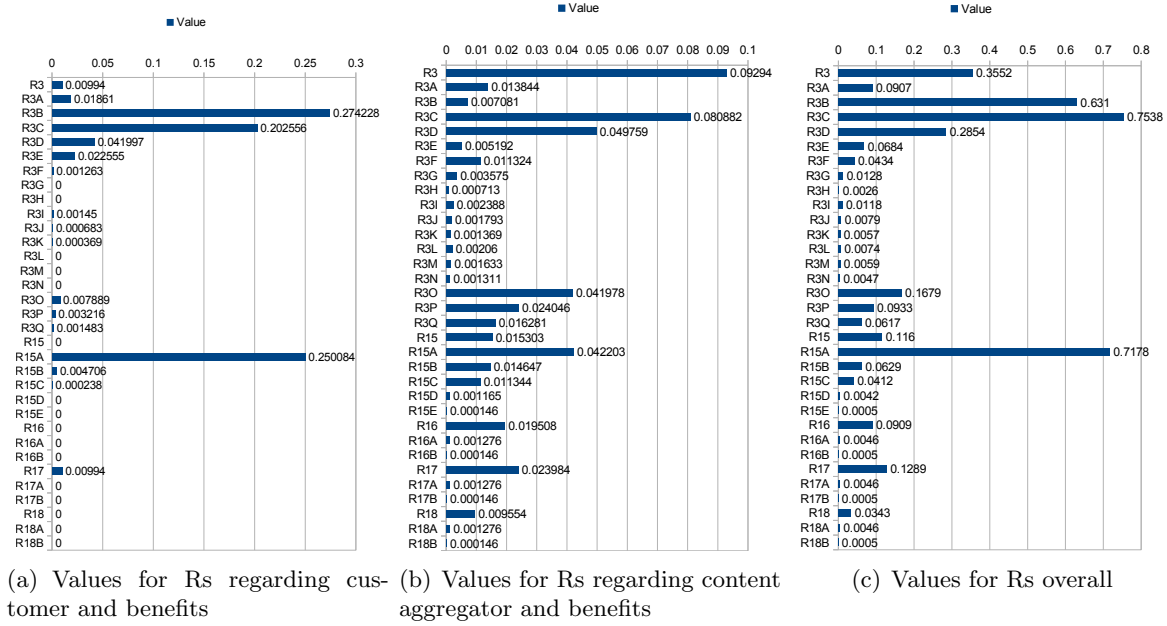 Value
0 0.05 0.1 0.15 0.2 0.25 0.3
R3 0.00994
R3A 0.01861
R3B 0.274228
R3C 0.202556
R3D 0.041997
R3E 0.022555
R3F 0.001263
R3G 0
R3H 0
R3I 0.00145
R3J 0.000683
R3K 0.000369
R3L 0
R3M 0
R3N 0
R3O 0.007889
R3P 0.003216
R3Q 0.001483
R15 0
R15A 0.250084
R15B 0.004706
R15C 0.000238
R15D 0
R15E 0
R16 0
R16A 0
R16B 0
R17 0.00994
R17A 0
R17B 0
R18 0
R18A 0
R18B 0
(a) Values for Rs regarding cus-
tomer and benefits
Value
0 0.01 0.02 0.03 0.04 0.05 0.06 0.07 0.08 0.09 0.1
R3 0.09294
R3A 0.013844
R3B 0.007081
R3C 0.080882
R3D 0.049759
R3E 0.005192
R3F 0.011324
R3G 0.003575
R3H 0.000713
R3I 0.002388
R3J 0.001793
R3K 0.001369
R3L 0.00206
R3M 0.001633
R3N 0.001311
R3O 0.041978
R3P 0.024046
R3Q 0.016281
R15 0.015303
R15A 0.042203
R15B 0.014647
R15C 0.011344
R15D 0.001165
R15E 0.000146
R16 0.019508
R16A 0.001276
R16B 0.000146
R17 0.023984
R17A 0.001276
R17B 0.000146
R18 0.009554
R18A 0.001276
R18B 0.000146
(b) Values for Rs regarding content
aggregator and benefits
Value
0 0.1 0.2 0.3 0.4 0.5 0.6 0.7 0.8
R3 0.3552
R3A 0.0907
R3B 0.631
R3C 0.7538
R3D 0.2854
R3E 0.0684
R3F 0.0434
R3G 0.0128
R3H 0.0026
R3I 0.0118
R3J 0.0079
R3K 0.0057
R3L 0.0074
R3M 0.0059
R3N 0.0047
R3O 0.1679
R3P 0.0933
R3Q 0.0617
R15 0.116
R15A 0.7178
R15B 0.0629
R15C 0.0412
R15D 0.0042
R15E 0.0005
R16 0.0909
R16A 0.0046
R16B 0.0005
R17 0.1289
R17A 0.0046
R17B 0.0005
R18 0.0343
R18A 0.0046
R18B 0.0005
(c) Values for Rs overall